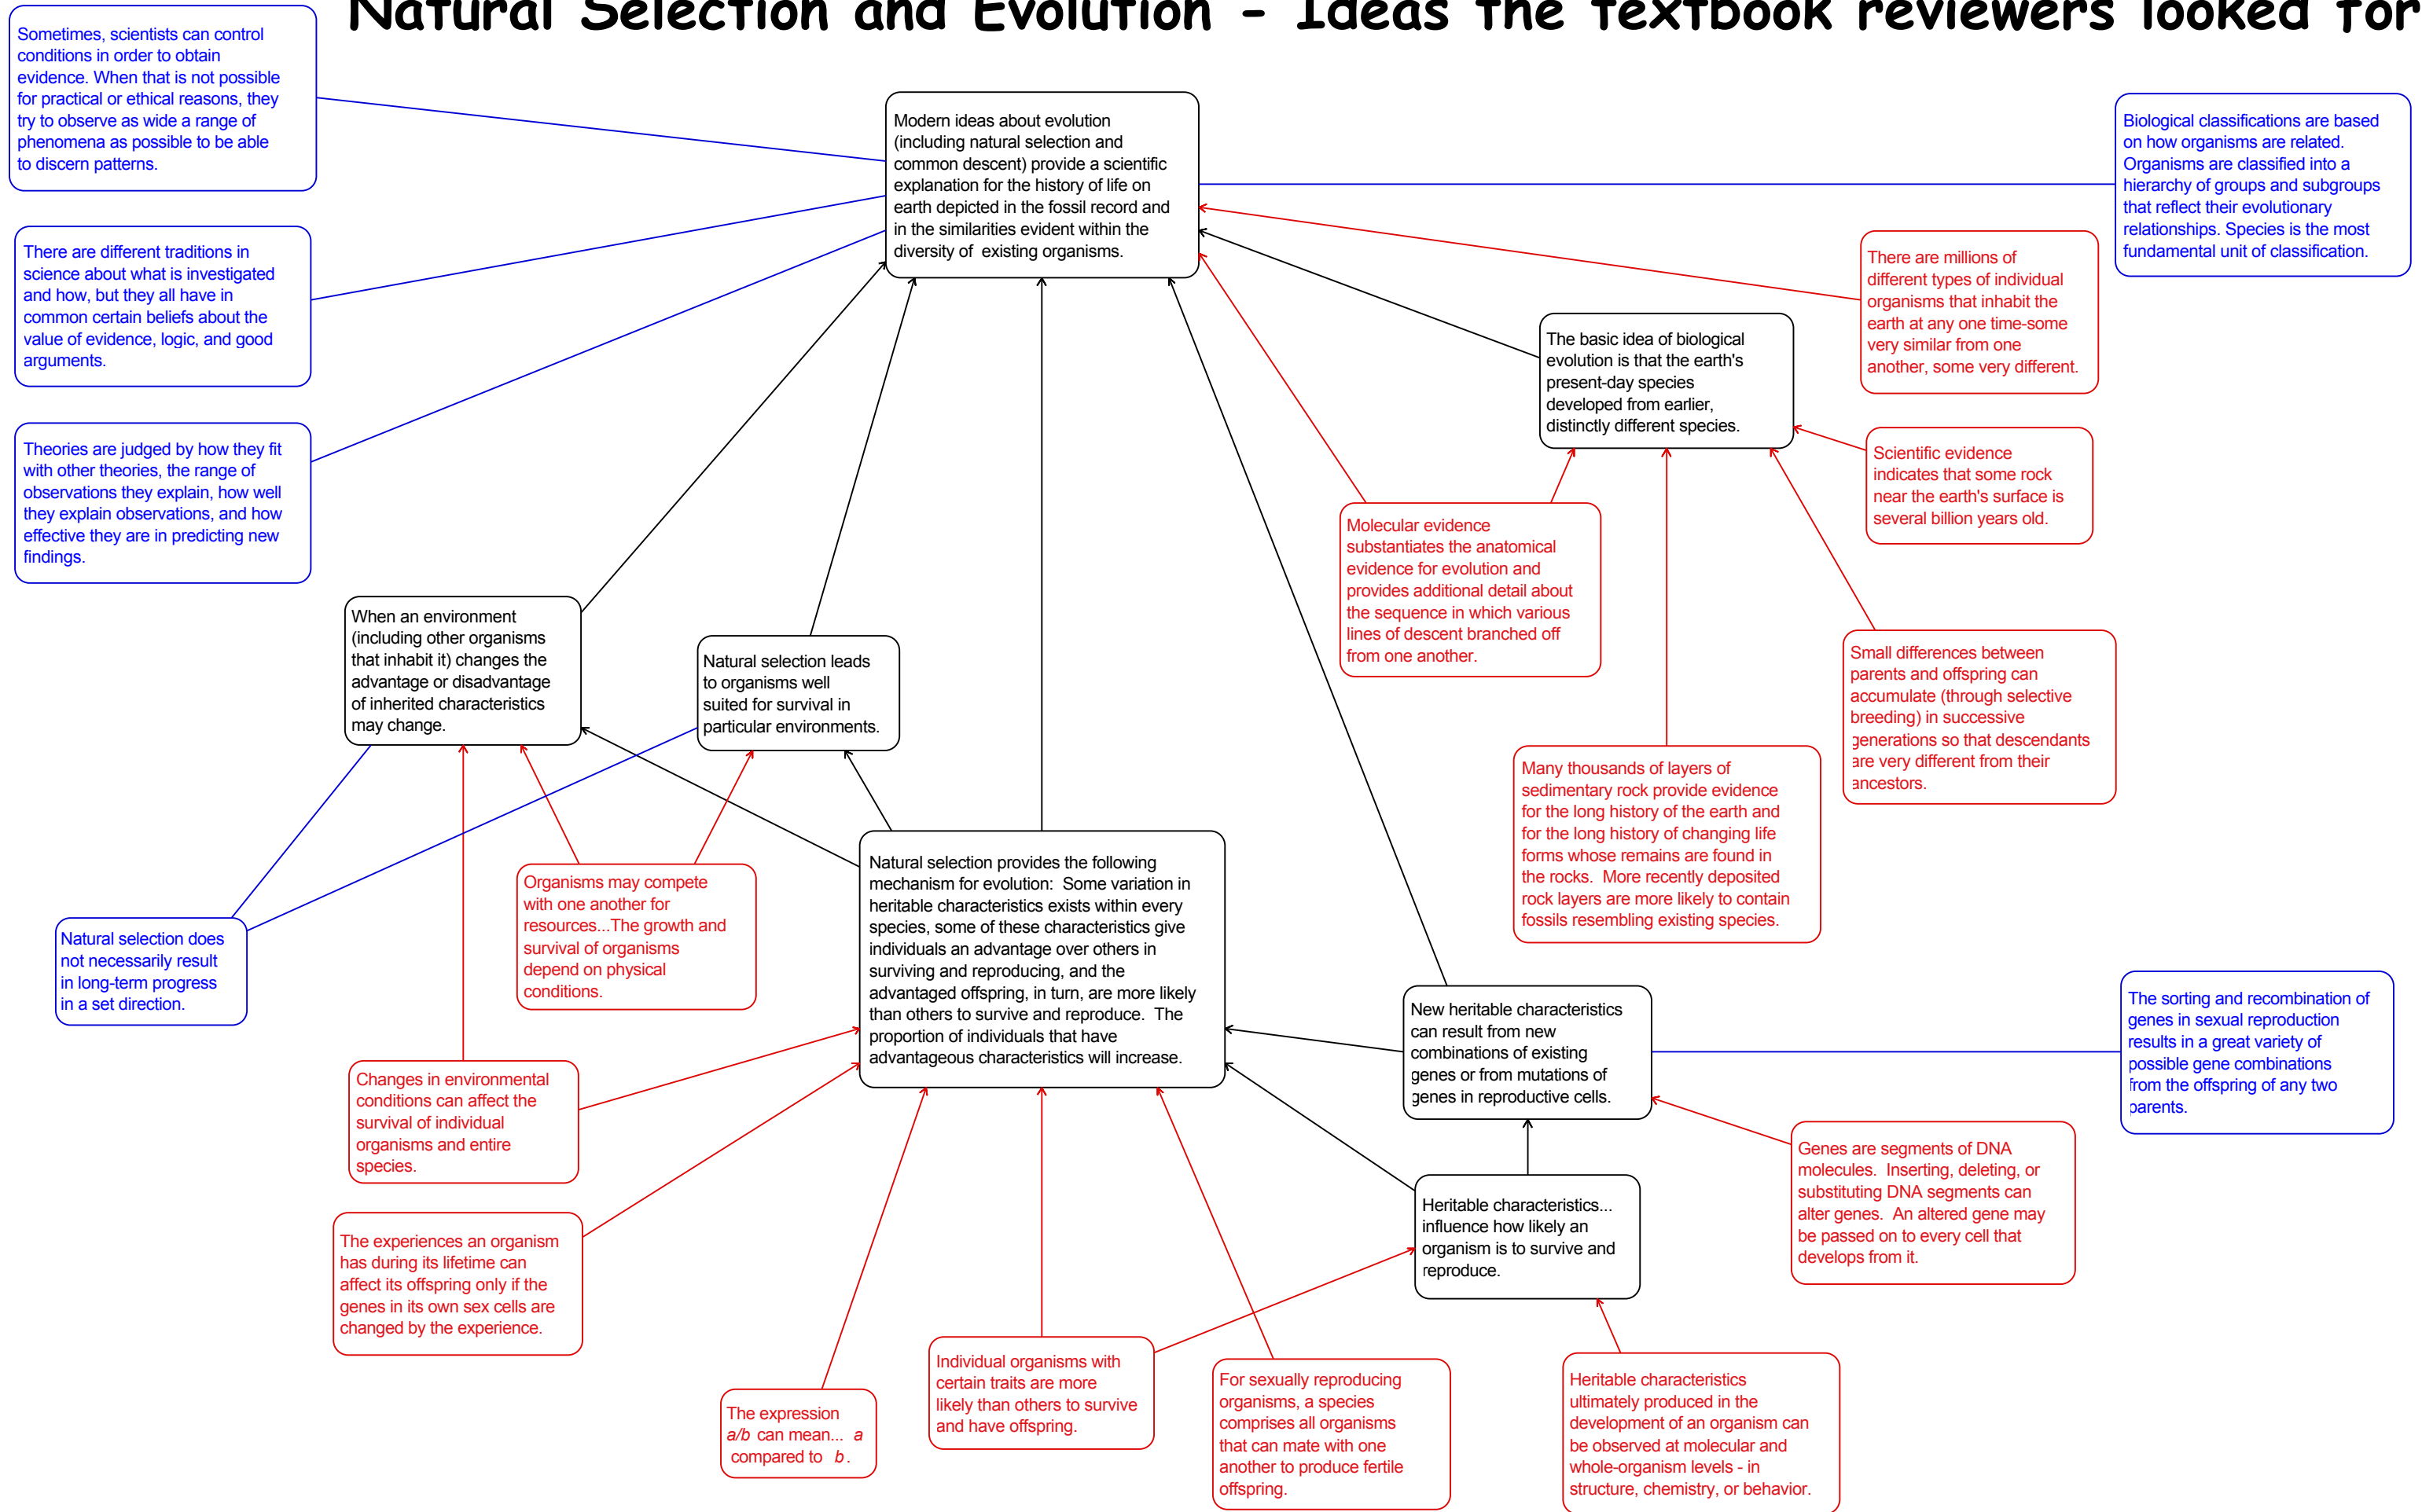 Natural Selection and Evolution - Ideas the textbook reviewers looked for
Sometimes, scientists can control
conditions in order to obtain
evidence. When that is not possible
for practical or ethical reasons, they
try to observe as wide a range of
phenomena as possible to be able
to discern patterns.
Modern ideas about evolution
(including natural selection and
common descent) provide a scientific
explanation for the history of life on
earth depicted in the fossil record and
in the similarities evident within the
diversity of existing organisms.
Biological classifications are based
on how organisms are related.
Organisms are classified into a
hierarchy of groups and subgroups
that reflect their evolutionary
relationships. Species is the most
fundamental unit of classification.
There are different traditions in
science about what is investigated
and how, but they all have in
common certain beliefs about the
value of evidence, logic, and good
arguments.
There are millions of
different types of individual
organisms that inhabit the
earth at any one time-some
very similar from one
another, some very different.
The basic idea of biological
evolution is that the earth's
present-day species
developed from earlier,
distinctly different species.
Theories are judged by how they fit
with other theories, the range of
observations they explain, how well
they explain observations, and how
effective they are in predicting new
findings.
Scientific evidence
indicates that some rock
near the earth's surface is
several billion years old.
Molecular evidence
substantiates the anatomical
evidence for evolution and
provides additional detail about
the sequence in which various
lines of descent branched off
from one another.
When an environment
(including other organisms
that inhabit it) changes the
advantage or disadvantage
of inherited characteristics
may change.
Natural selection leads
to organisms well
suited for survival in
particular environments.
Small differences between
parents and offspring can
accumulate (through selective
breeding) in successive
generations so that descendants
are very different from their
ancestors.
Many thousands of layers of
sedimentary rock provide evidence
for the long history of the earth and
for the long history of changing life
forms whose remains are found in
the rocks. More recently deposited
rock layers are more likely to contain
fossils resembling existing species.
Natural selection provides the following
mechanism for evolution: Some variation in
heritable characteristics exists within every
species, some of these characteristics give
individuals an advantage over others in
surviving and reproducing, and the
advantaged offspring, in turn, are more likely
than others to survive and reproduce. The
proportion of individuals that have
advantageous characteristics will increase.
Organisms may compete
with one another for
resources...The growth and
survival of organisms
depend on physical
conditions.
Natural selection does
not necessarily result
in long-term progress
in a set direction.
New heritable characteristics
can result from new
combinations of existing
genes or from mutations of
genes in reproductive cells.
The sorting and recombination of
genes in sexual reproduction
results in a great variety of
possible gene combinations
from the offspring of any two
parents.
Changes in environmental
conditions can affect the
survival of individual
organisms and entire
species.
Genes are segments of DNA
molecules. Inserting, deleting, or
substituting DNA segments can
alter genes. An altered gene may
be passed on to every cell that
develops from it.
Heritable characteristics...
influence how likely an
organism is to survive and
reproduce.
The experiences an organism
has during its lifetime can
affect its offspring only if the
genes in its own sex cells are
changed by the experience.
The expression
a/b can mean... a
compared to b.
Individual organisms with
certain traits are more
likely than others to survive
and have offspring.
For sexually reproducing
organisms, a species
comprises all organisms
that can mate with one
another to produce fertile
offspring.
Heritable characteristics
ultimately produced in the
development of an organism can
be observed at molecular and
whole-organism levels - in
structure, chemistry, or behavior.